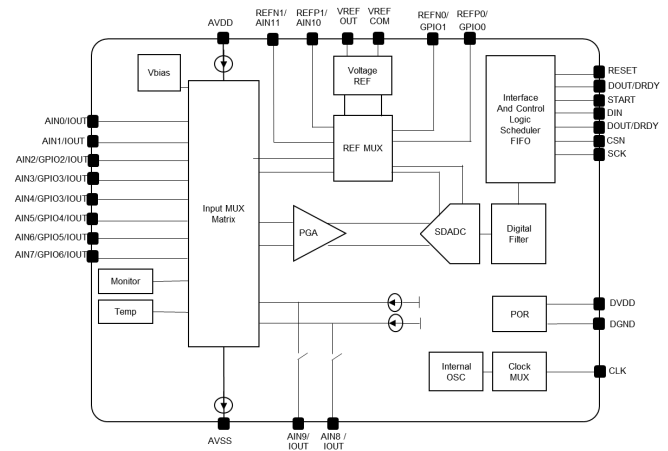 REFN1/
AIN11
REFP1/
AIN10
VREF
OUT
VREF
COM
REFN0/
GPIO1
REFP0/
GPIO0
AVDD
Vbias
Voltage
REF
Interface
And Control
Logic
Scheduler
FIFO
RESET
DOUT/DRDY
START
DIN
DOUT/DRDY
CSN
SCK
AIN0/IOUT
AIN1/IOUT
AIN2/GPIO2/IOUT
AIN3/GPIO3/IOUT
AIN4/GPIO3/IOUT
AIN5/GPIO4/IOUT
AIN6/GPIO5/IOUT
AIN7/GPIO6/IOUT
REF MUX
Input MUX
Matrix
PGA
SDADC
Digital
Filter
Monitor
Temp
POR
DVDD
DGND
Internal
OSC
Clock
MUX
CLK
AVSS
AIN9/
IOUT
AIN8 /
IOUT